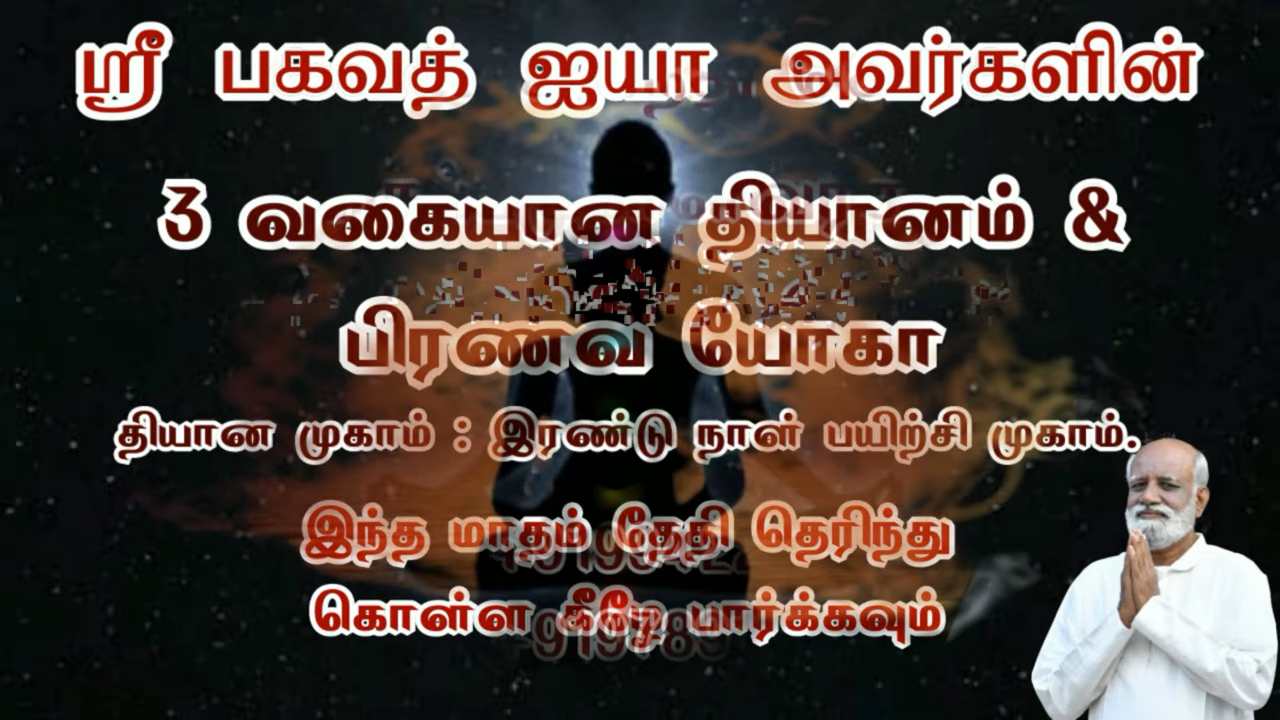 ஸ்ரீ பகவத் ஐயா அவர்களின்
3 வகையான தியானம் &
பிரணவ யோகா
தியான முகாம் : இரண்டு நாள் பயிற்சி முகாம்.
இந்த மாதம் தேதி தெரிந்து
கொள்ள கீழே பார்க்கவும்